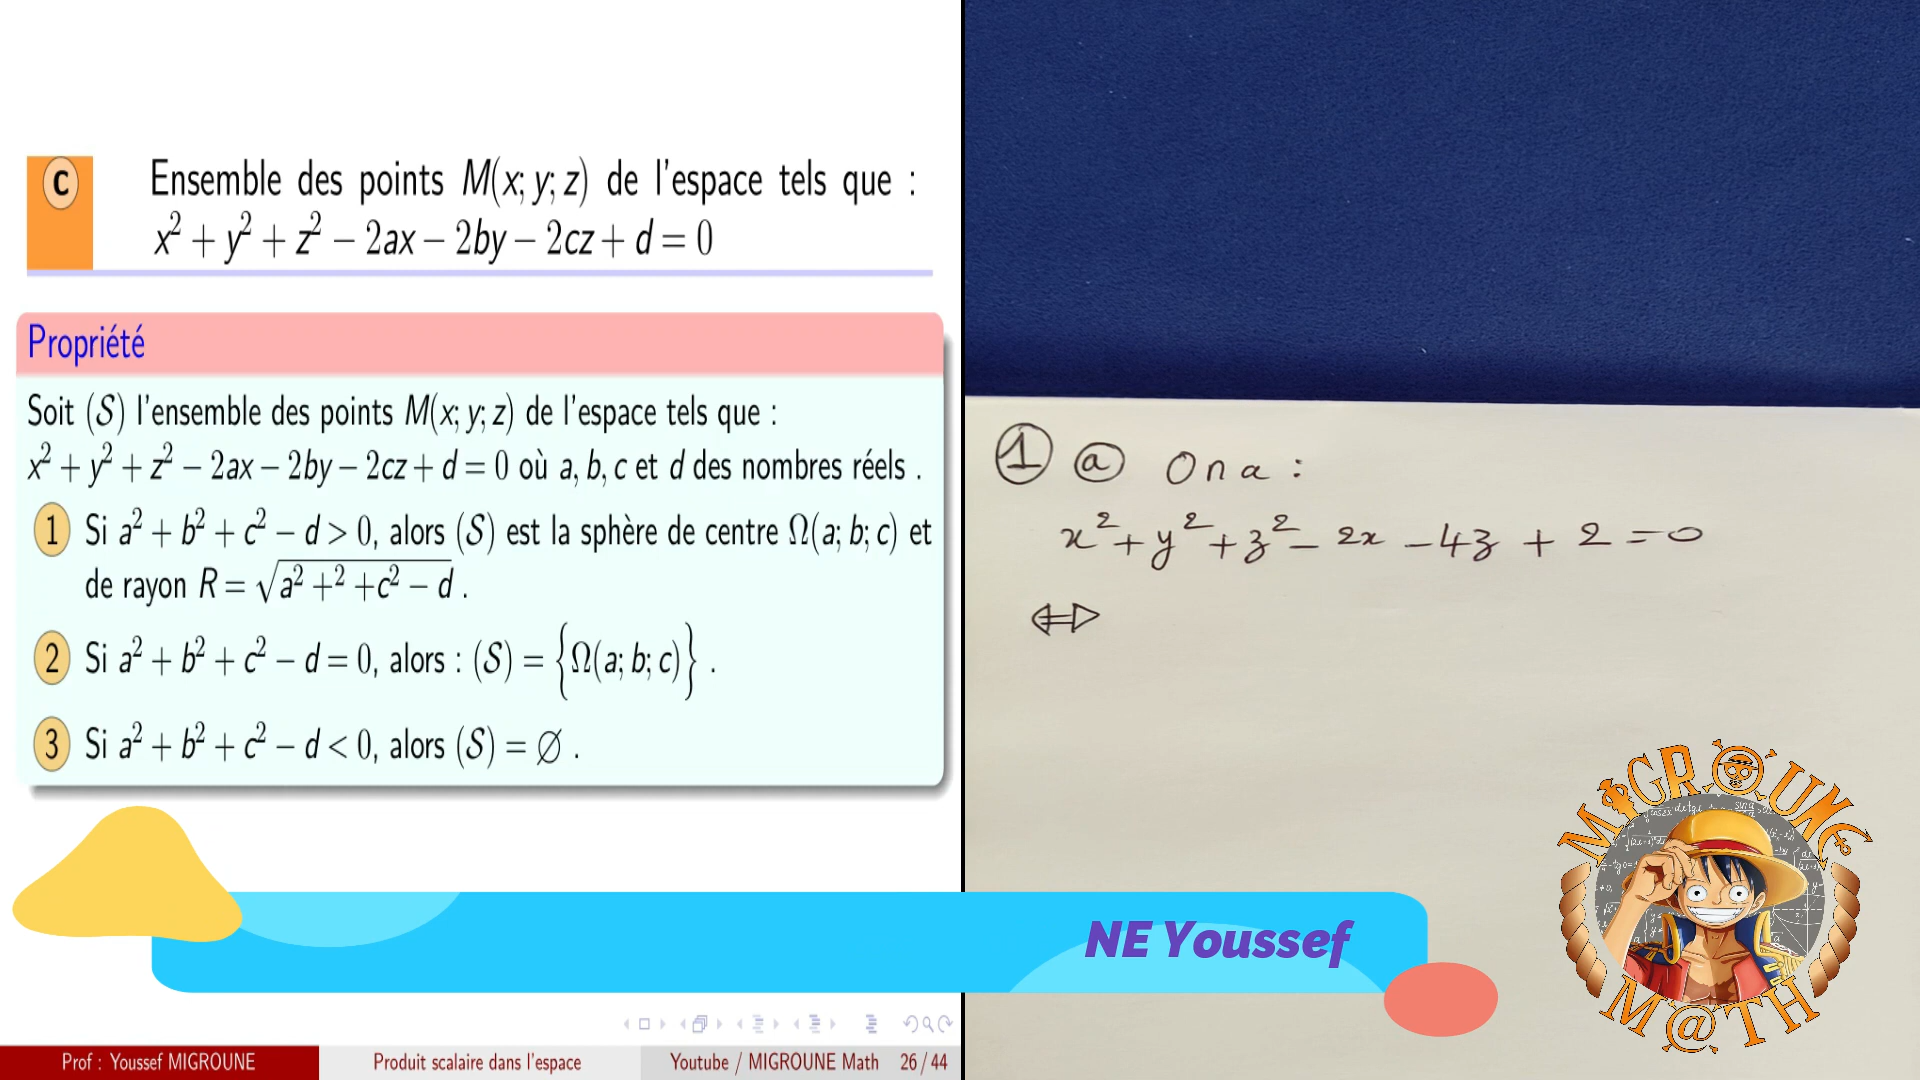 C
Ensemble des points M(x; y; z) de l'espace tels que :
x² + y² + z² − 2ax − 2by − 2cz + d = 0
Propriété
Soit (S) l'ensemble des points M(x; y; z) de l'espace tels que :
x² + y² + z² − 2ax − 2by − 2cz + d = 0 où a, b, c et d des nombres réels .
1 Si a² + b² + c² − d > 0, alors (S) est la sphère de centre Ω(a; b; c) et
de rayon R = √(a² +² +c² − d) .
2 Si a² + b² + c² − d = 0, alors : (S) = {Ω(a; b; c)} .
3 Si a² + b² + c² − d < 0, alors (S) = ∅ .
1 a On a :
x² + y² + z² − 2x − 4z + 2 = 0
⇔
NE Youssef
MIGROUNE
M@TH
Prof : Youssef MIGROUNE
Produit scalaire dans l'espace
Youtube / MIGROUNE Math 26 / 44